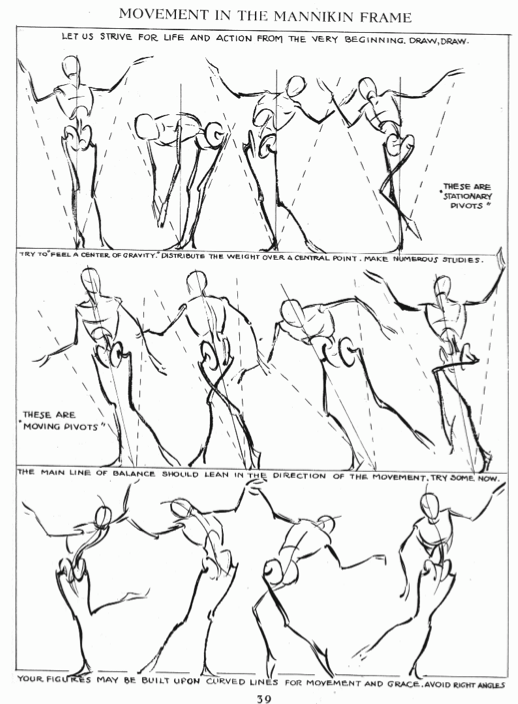 MOVEMENT IN THE MANNIKIN FRAME
LET US STRIVE FOR LIFE AND ACTION FROM THE VERY BEGINNING. DRAW, DRAW.
THESE ARE
"STATIONARY
PIVOTS"
TRY TO "FEEL A CENTER OF GRAVITY." DISTRIBUTE THE WEIGHT OVER A CENTRAL POINT. MAKE NUMEROUS STUDIES.
THESE ARE
"MOVING PIVOTS"
THE MAIN LINE OF BALANCE SHOULD LEAN IN THE DIRECTION OF THE MOVEMENT. TRY SOME NOW.
YOUR FIGURES MAY BE BUILT UPON CURVED LINES FOR MOVEMENT AND GRACE. AVOID RIGHT ANGLES
39